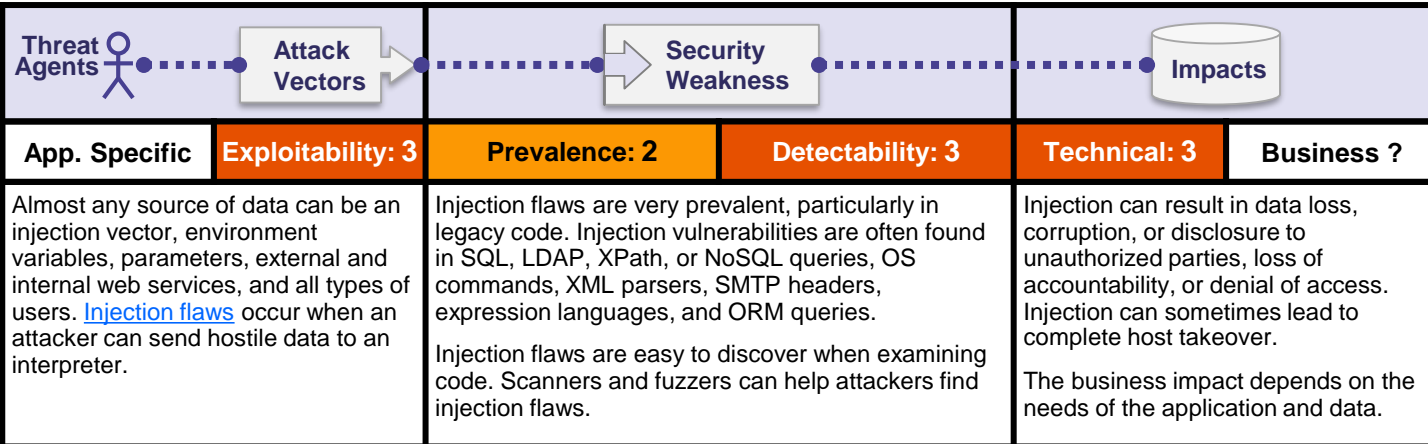 Threat
Agents
Attack
Vectors
Security
Weakness
Impacts
App. Specific
Exploitability: 3
Prevalence: 2
Detectability: 3
Technical: 3
Business ?
Almost any source of data can be an
injection vector, environment
variables, parameters, external and
internal web services, and all types of
users. Injection flaws occur when an
attacker can send hostile data to an
interpreter.
Injection flaws are very prevalent, particularly in
legacy code. Injection vulnerabilities are often found
in SQL, LDAP, XPath, or NoSQL queries, OS
commands, XML parsers, SMTP headers,
expression languages, and ORM queries.
Injection flaws are easy to discover when examining
code. Scanners and fuzzers can help attackers find
injection flaws.
Injection can result in data loss,
corruption, or disclosure to
unauthorized parties, loss of
accountability, or denial of access.
Injection can sometimes lead to
complete host takeover.
The business impact depends on the
needs of the application and data.